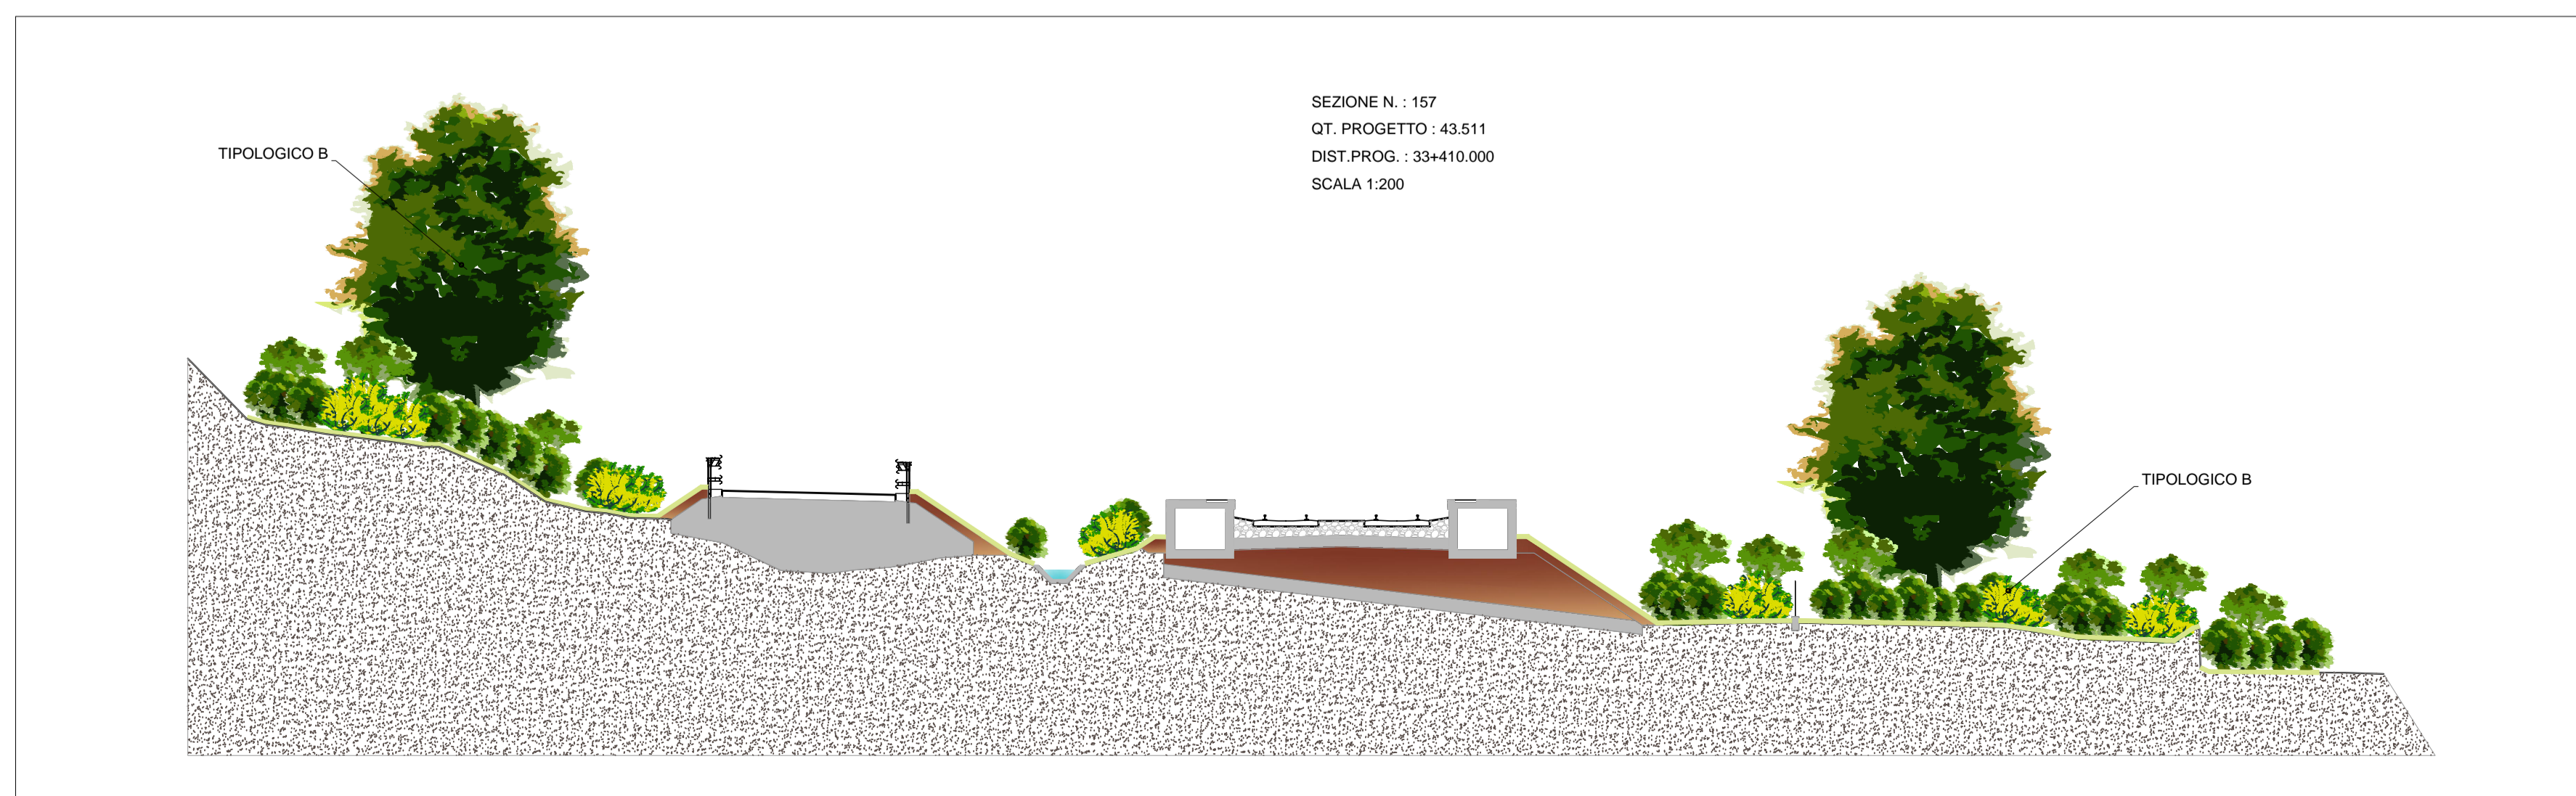 SEZIONE N. : 157
QT. PROGETTO : 43.511
DIST.PROG. : 33+410.000
SCALA 1:200
TIPOLOGICO B
TIPOLOGICO B